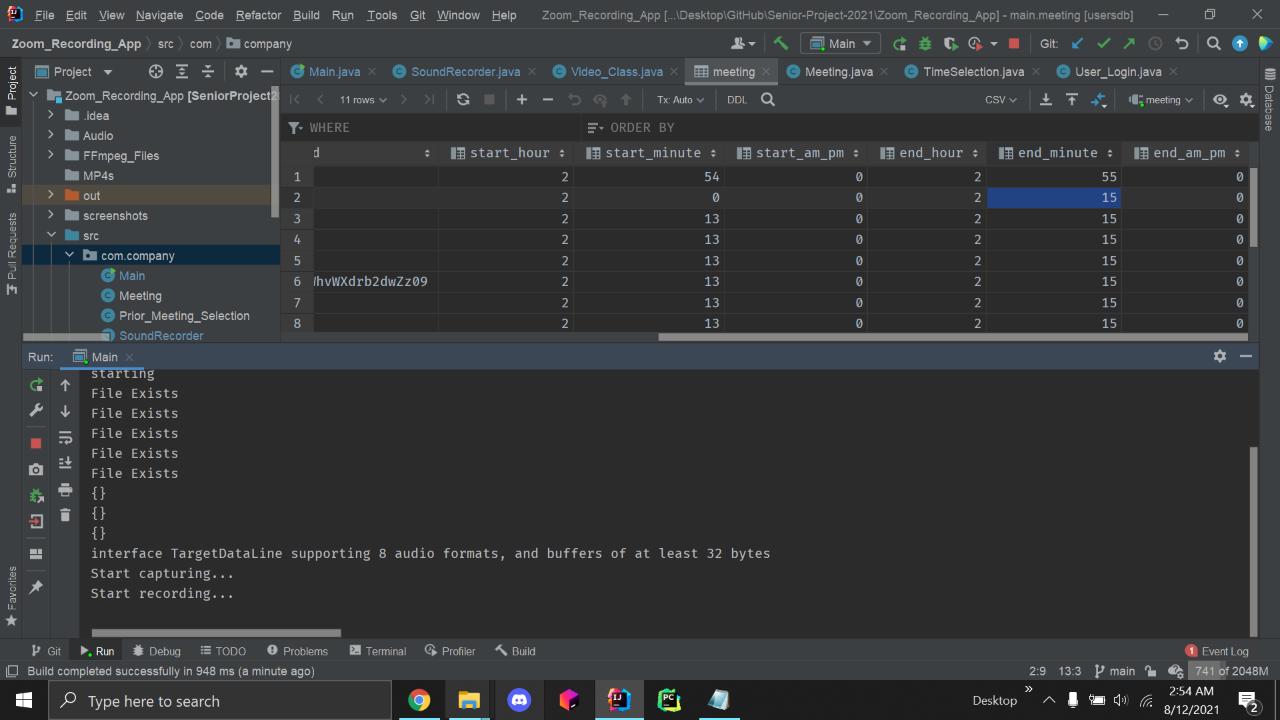 File Edit View Navigate Code Refactor Build Run Tools Git Window Help Zoom_Recording_App [...\Desktop\GitHub\Senior-Project-2021\Zoom_Recording_App] - main.meeting [usersdb]
Zoom_Recording_App src com company Main Git:
Project Main.java SoundRecorder.java Video_Class.java meeting Meeting.java TimeSelection.java User_Login.java
Zoom_Recording_App [SeniorProject2 11 rows Tx: Auto DDL CSV meeting
.idea
Audio WHERE ORDER BY
FFmpeg_Files d start_hour start_minute start_am_pm end_hour end_minute end_am_pm
MP4s 1 2 54 0 2 55 0
out 2 2 0 0 2 15 0
screenshots 3 2 13 0 2 15 0
src 4 2 13 0 2 15 0
com.company 5 2 13 0 2 15 0
Main 6 WhvWXdrb2dwZz09 2 13 0 2 15 0
Meeting 7 2 13 0 2 15 0
Prior_Meeting_Selection 8 2 13 0 2 15 0
SoundRecorder
Project
Structure
Pull Requests
Favorites
Database
Run: Main
starting
File Exists
File Exists
File Exists
File Exists
File Exists
{}
{}
{}
interface TargetDataLine supporting 8 audio formats, and buffers of at least 32 bytes
Start capturing...
Start recording...
Git Run Debug TODO Problems Terminal Profiler Build 1 Event Log
Build completed successfully in 948 ms (a minute ago) 2:9 13:3 main 741 of 2048M
Type here to search Desktop » 2:54 AM
8/12/2021 2